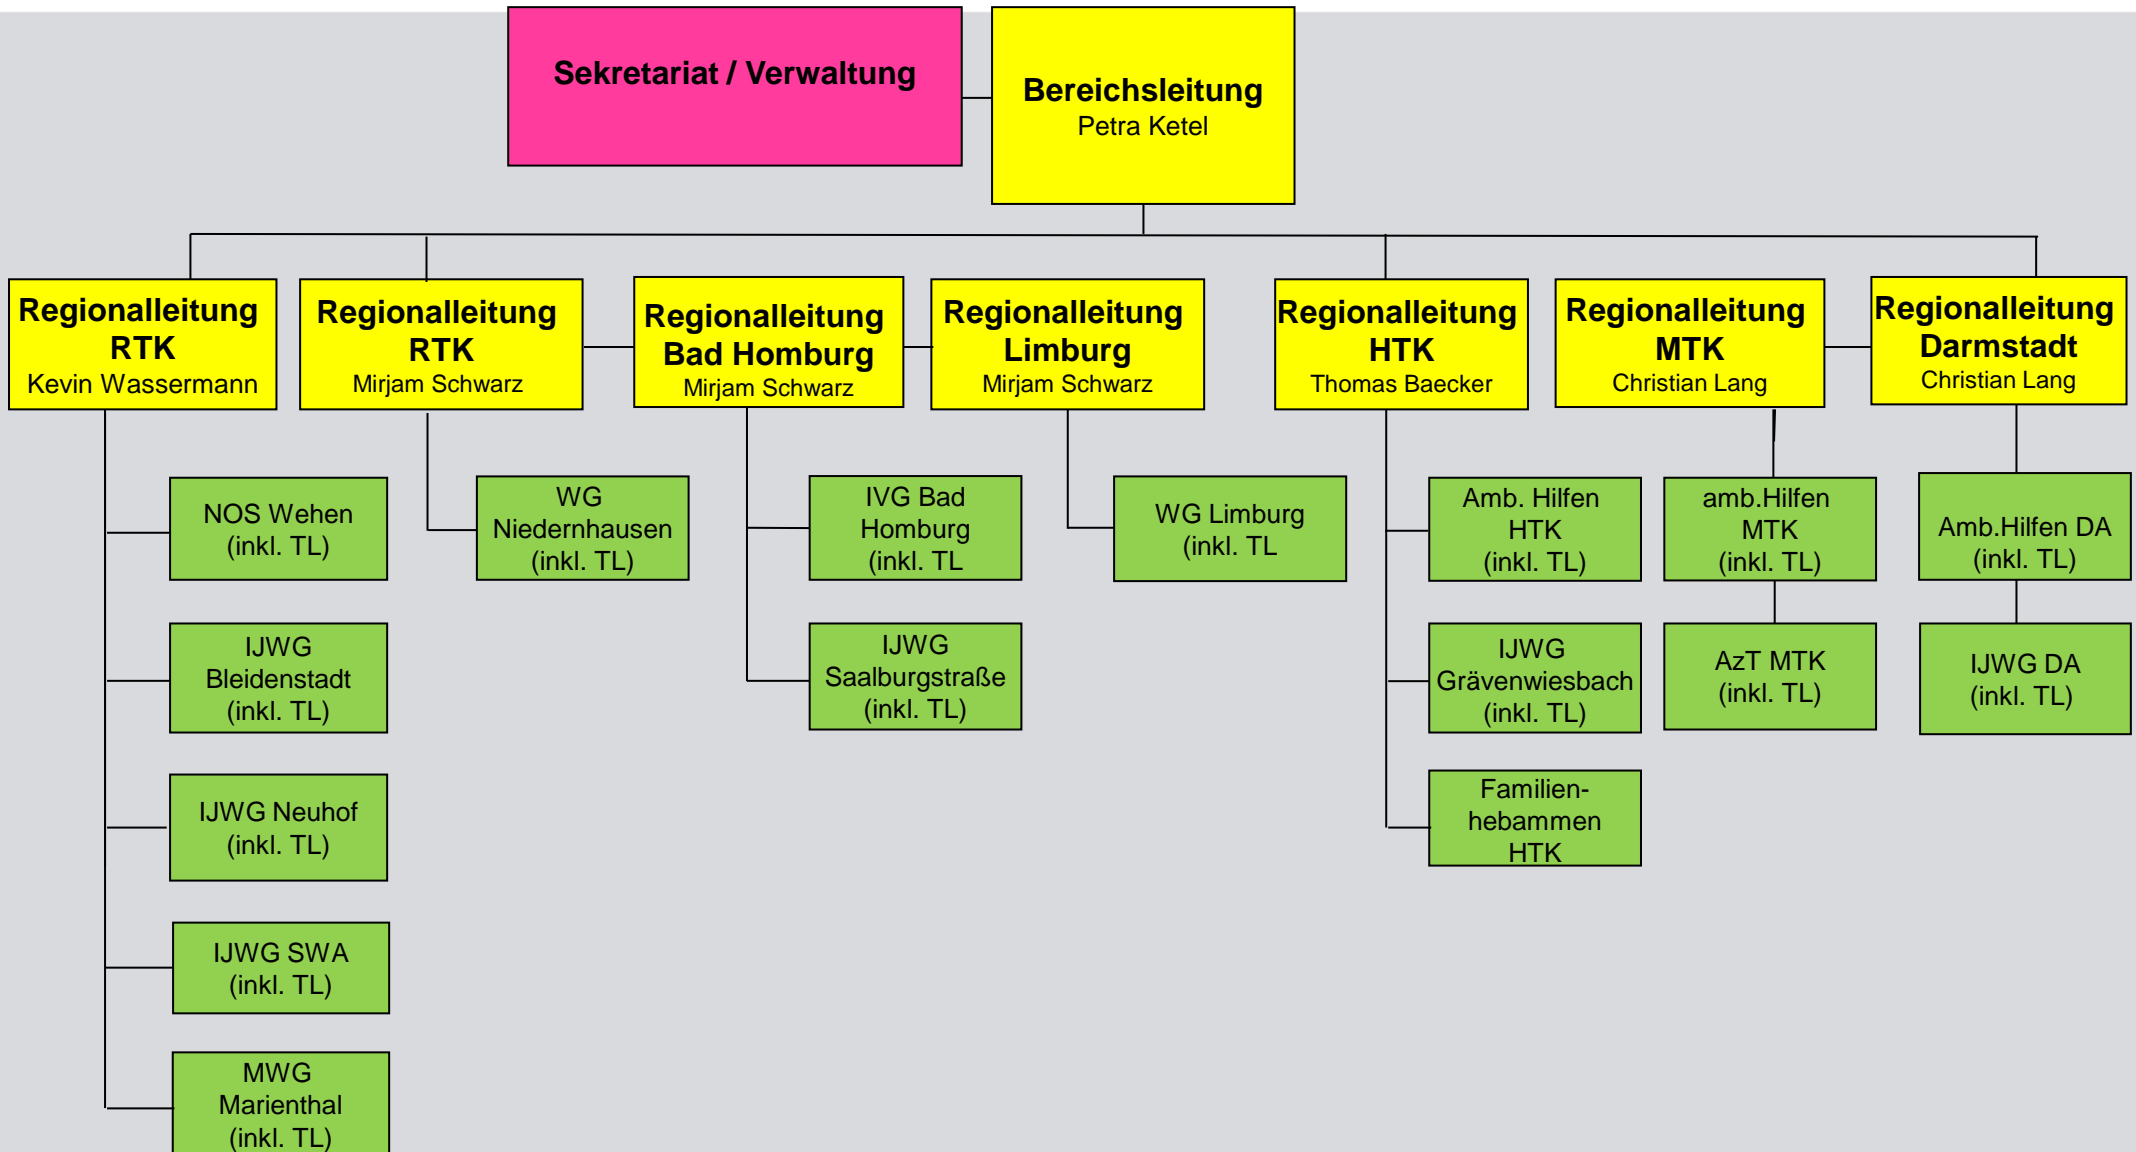 Sekretariat / Verwaltung
Bereichsleitung
Petra Ketel
Regionalleitung
RTK
Kevin Wassermann
Regionalleitung
RTK
Mirjam Schwarz
Regionalleitung
Bad Homburg
Mirjam Schwarz
Regionalleitung
Limburg
Mirjam Schwarz
Regionalleitung
HTK
Thomas Baecker
Regionalleitung
MTK
Christian Lang
Regionalleitung
Darmstadt
Christian Lang
NOS Wehen
(inkl. TL)
WG
Niedernhausen
(inkl. TL)
IVG Bad
Homburg
(inkl. TL
WG Limburg
(inkl. TL
Amb. Hilfen
HTK
(inkl. TL)
amb.Hilfen
MTK
(inkl. TL)
Amb.Hilfen DA
(inkl. TL)
IJWG
Bleidenstadt
(inkl. TL)
IJWG
Saalburgstraße
(inkl. TL)
IJWG
Grävenwiesbach
(inkl. TL)
AzT MTK
(inkl. TL)
IJWG DA
(inkl. TL)
IJWG Neuhof
(inkl. TL)
Familien-
hebammen
HTK
IJWG SWA
(inkl. TL)
MWG
Marienthal
(inkl. TL)